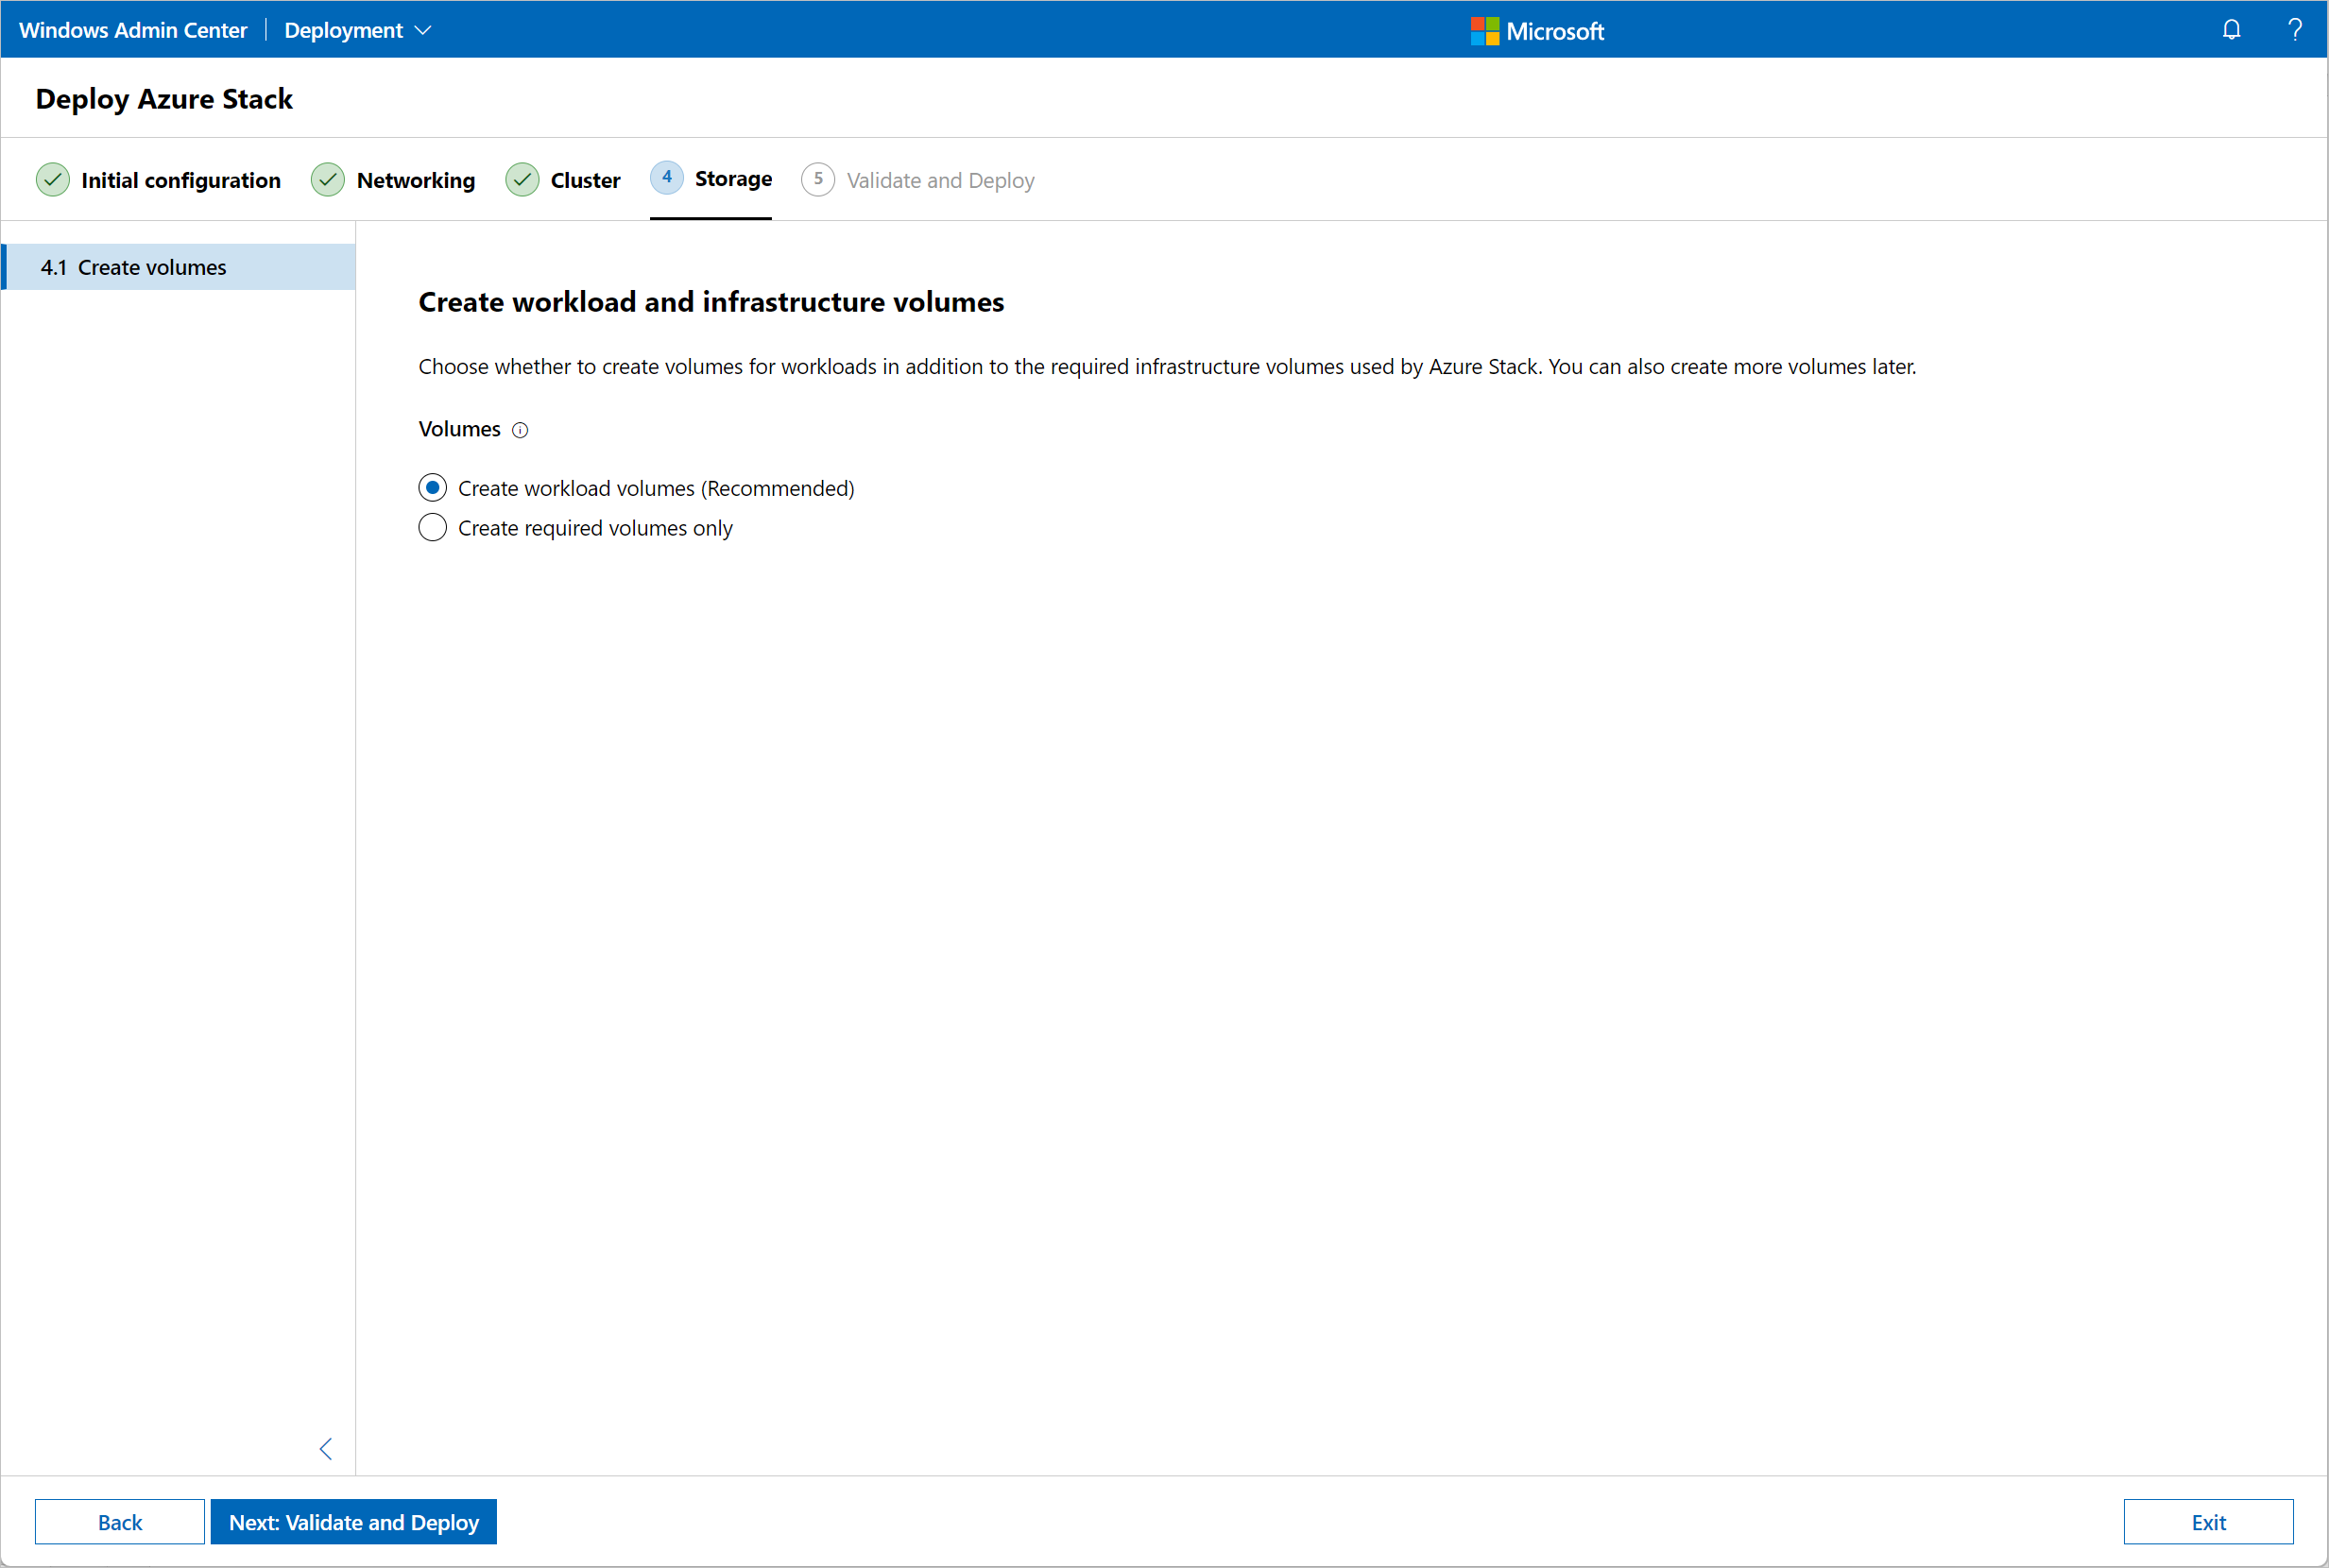 Windows Admin Center | Deployment
Microsoft
?
Deploy Azure Stack
Initial configuration
Networking
Cluster
4 Storage
5 Validate and Deploy
4.1 Create volumes
Create workload and infrastructure volumes
Choose whether to create volumes for workloads in addition to the required infrastructure volumes used by Azure Stack. You can also create more volumes later.
Volumes
Create workload volumes (Recommended)
Create required volumes only
Back
Next: Validate and Deploy
Exit